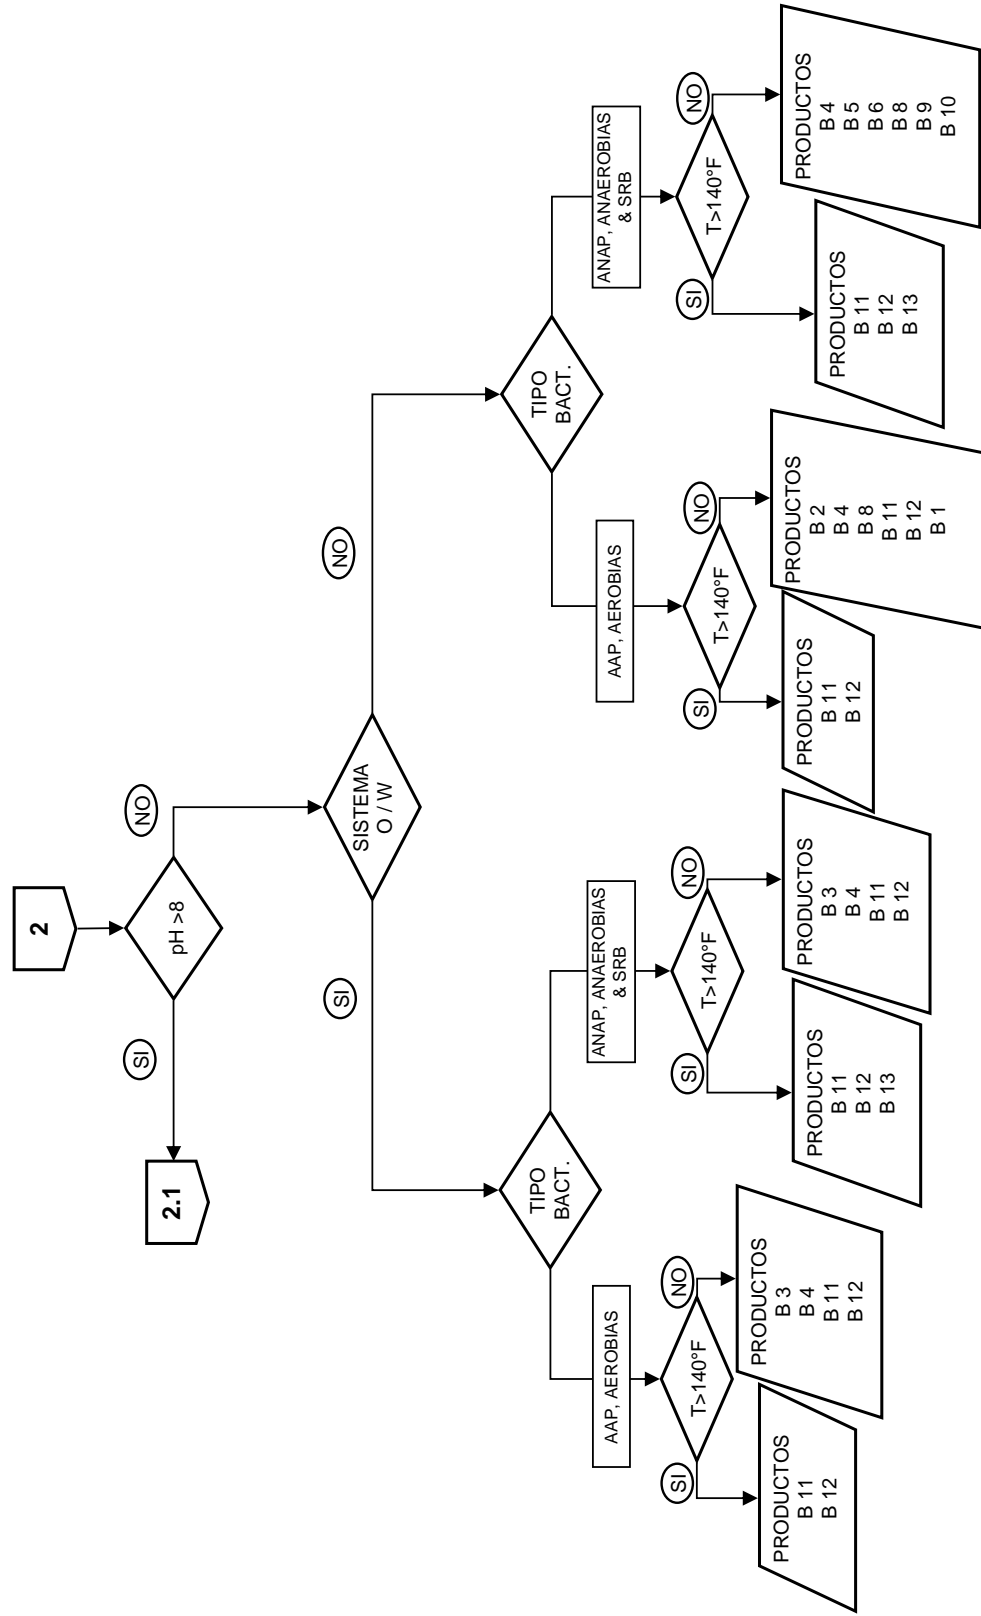 2
pH >8
SI
NO
2.1
SISTEMA
O / W
SI
NO
TIPO
BACT.
TIPO
BACT.
AAP, AEROBIAS
ANAP, ANAEROBIAS
& SRB
AAP, AEROBIAS
ANAP, ANAEROBIAS
& SRB
T>140°F
SI
NO
T>140°F
SI
NO
T>140°F
SI
NO
T>140°F
SI
NO
PRODUCTOS
B 11
B 12
PRODUCTOS
B 3
B 4
B 11
B 12
PRODUCTOS
B 11
B 12
B 13
PRODUCTOS
B 3
B 4
B 11
B 12
PRODUCTOS
B 11
B 12
PRODUCTOS
B 2
B 4
B 8
B 11
B 12
B 1
PRODUCTOS
B 11
B 12
B 13
PRODUCTOS
B 4
B 5
B 6
B 8
B 9
B 10